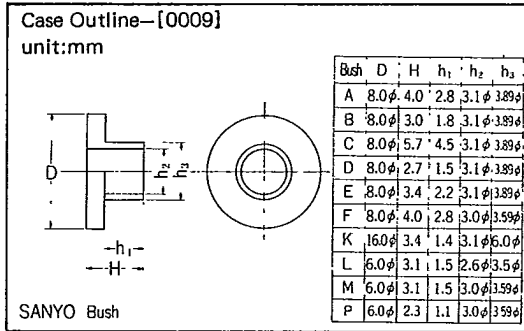 Case Outline–[0009]
unit:mm
D
h₂
h₃
h₁
H
SANYO Bush
Bush D H h₁ h₂ h₃
A 8.0φ 4.0 2.8 3.1φ 3.89φ
B 8.0φ 3.0 1.8 3.1φ 3.89φ
C 8.0φ 5.7 4.5 3.1φ 3.89φ
D 8.0φ 2.7 1.5 3.1φ 3.89φ
E 8.0φ 3.4 2.2 3.1φ 3.89φ
F 8.0φ 4.0 2.8 3.0φ 3.59φ
K 16.0φ 3.4 1.4 3.1φ 6.0φ
L 6.0φ 3.1 1.5 2.6φ 3.5φ
M 6.0φ 3.1 1.5 3.0φ 3.59φ
P 6.0φ 2.3 1.1 3.0φ 3.59φ